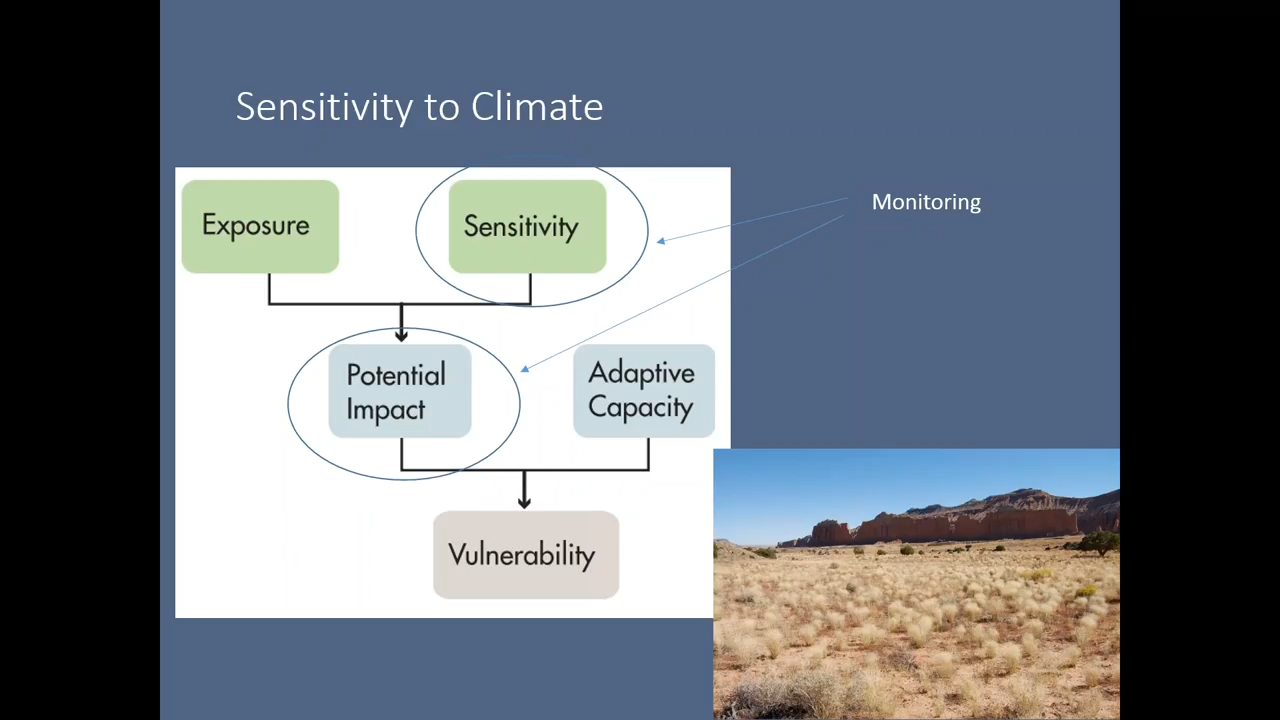 Sensitivity to Climate
Exposure
Sensitivity
Monitoring
Potential
Impact
Adaptive
Capacity
Vulnerability